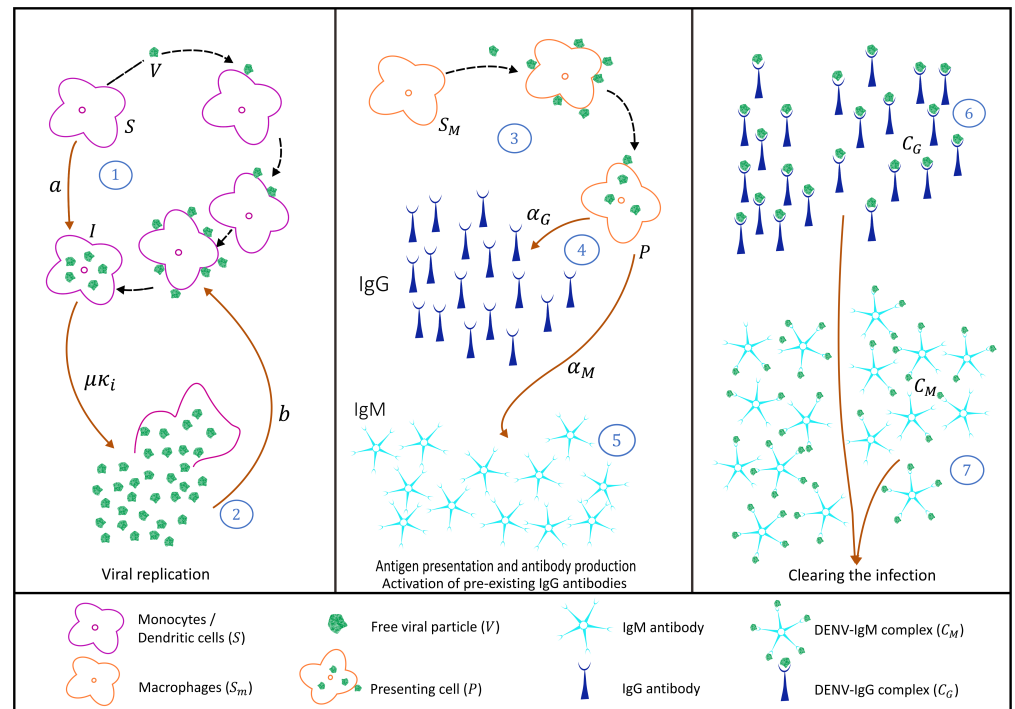 V
S
a
1
I
μκᵢ
b
2
Viral replication
S_M
3
α_G
4
P
IgG
α_M
IgM
5
Antigen presentation and antibody production
Activation of pre-existing IgG antibodies
6
C_G
C_M
7
Clearing the infection
Monocytes /
Dendritic cells (S)
Free viral particle (V)
IgM antibody
DENV-IgM complex (C_M)
Macrophages (S_m)
Presenting cell (P)
IgG antibody
DENV-IgG complex (C_G)